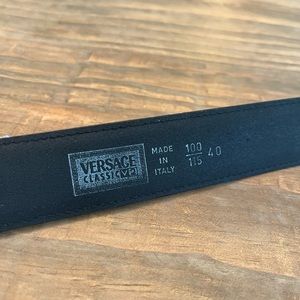 VERSACE
CLASSIC V2
MADE
IN
ITALY
100
115
40